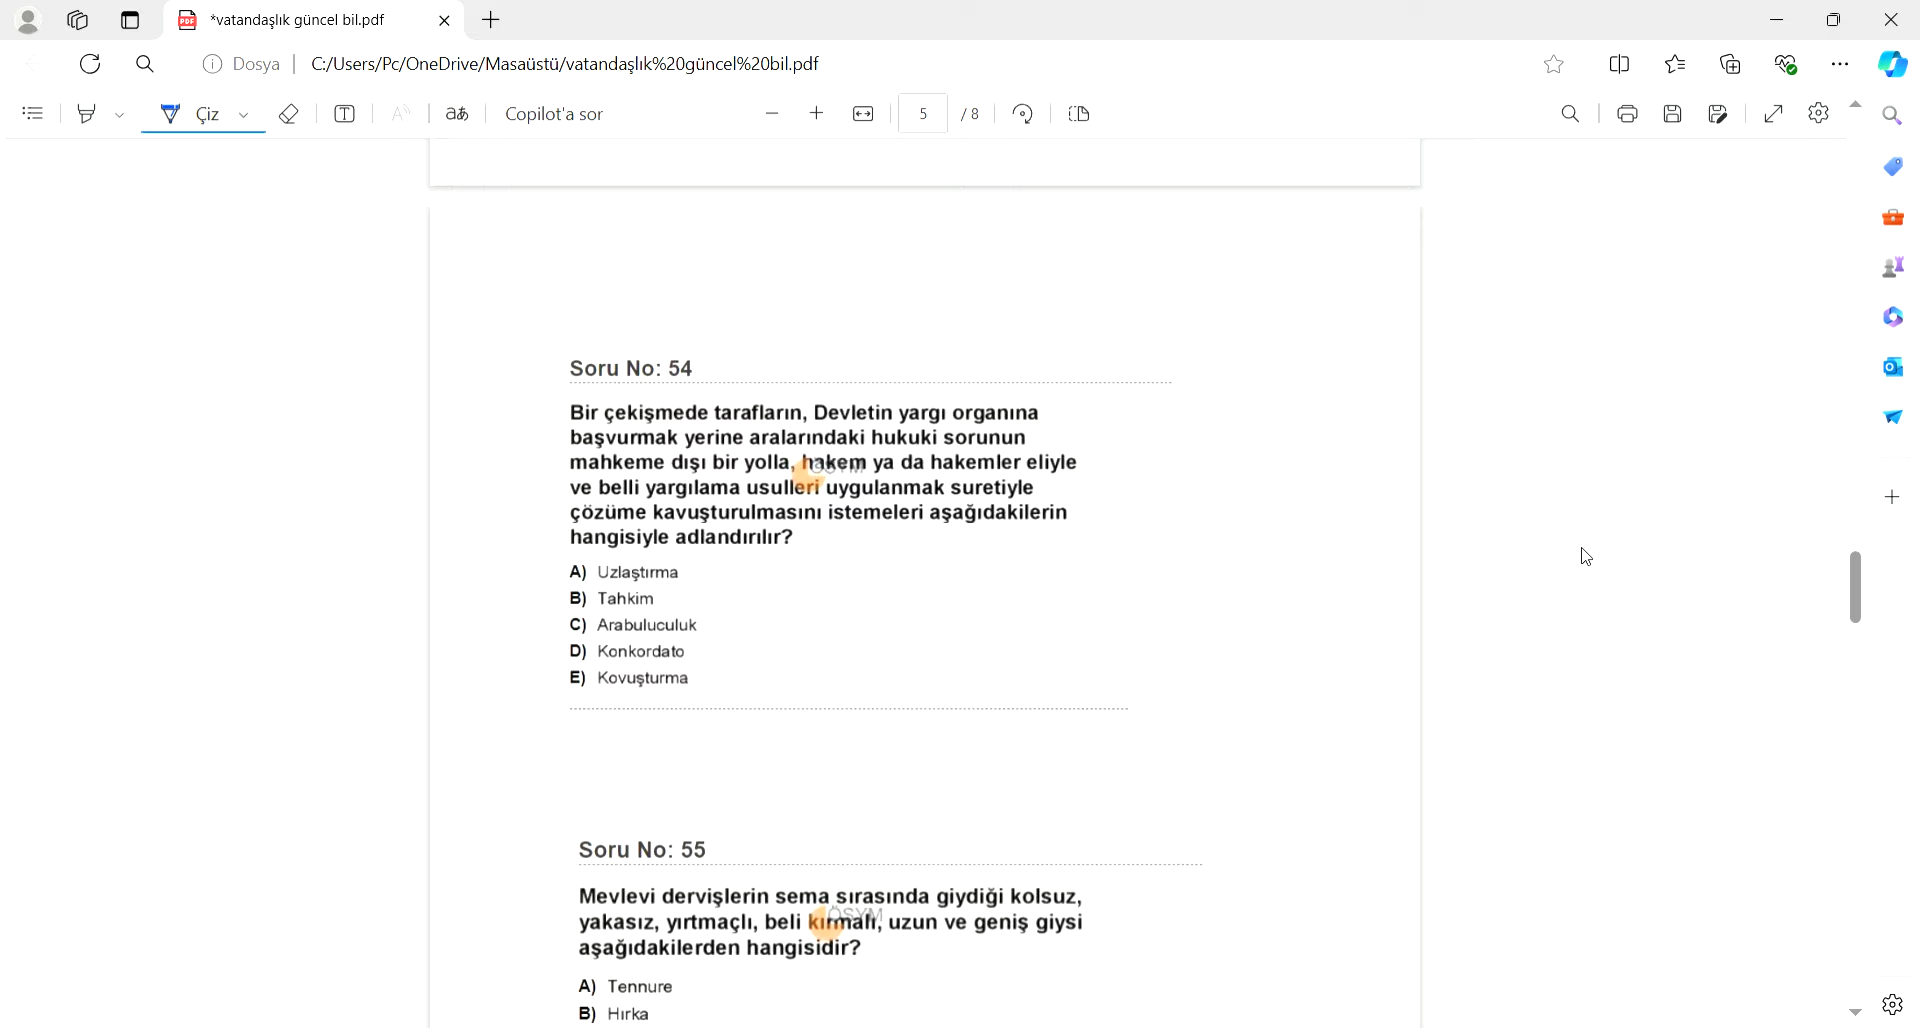 *vatandaşlık güncel bil.pdf
Dosya
C:/Users/Pc/OneDrive/Masaüstü/vatandaşlık%20güncel%20bil.pdf
Çiz
aあ
Copilot'a sor
5 / 8
Soru No: 54
Bir çekişmede tarafların, Devletin yargı organına
başvurmak yerine aralarındaki hukuki sorunun
mahkeme dışı bir yolla, hakem ya da hakemler eliyle
ÖSYM
ve belli yargılama usulleri uygulanmak suretiyle
çözüme kavuşturulmasını istemeleri aşağıdakilerin
hangisiyle adlandırılır?
A) Uzlaştırma
B) Tahkim
C) Arabuluculuk
D) Konkordato
E) Kovuşturma
Soru No: 55
Mevlevi dervişlerin sema sırasında giydiği kolsuz,
ÖSYM
yakasız, yırtmaçlı, beli kırmalı, uzun ve geniş giysi
aşağıdakilerden hangisidir?
A) Tennure
B) Hırka